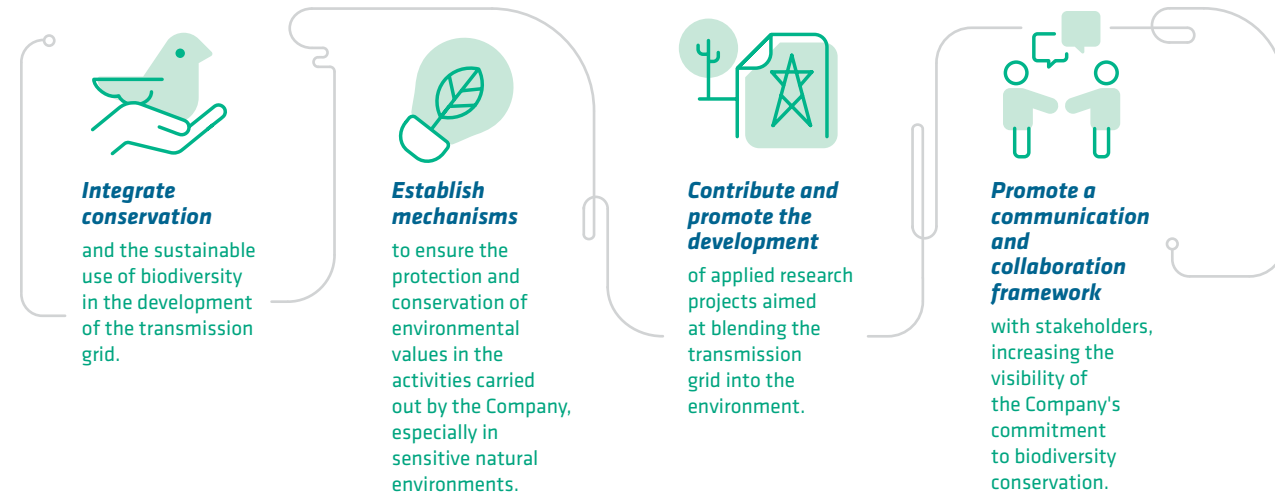 Integrate
conservation
and the sustainable
use of biodiversity
in the development
of the transmission
grid.
Establish
mechanisms
to ensure the
protection and
conservation of
environmental
values in the
activities carried
out by the Company,
especially in
sensitive natural
environments.
Contribute and
promote the
development
of applied research
projects aimed
at blending the
transmission
grid into the
environment.
Promote a
communication
and
collaboration
framework
with stakeholders,
increasing the
visibility of
the Company's
commitment
to biodiversity
conservation.